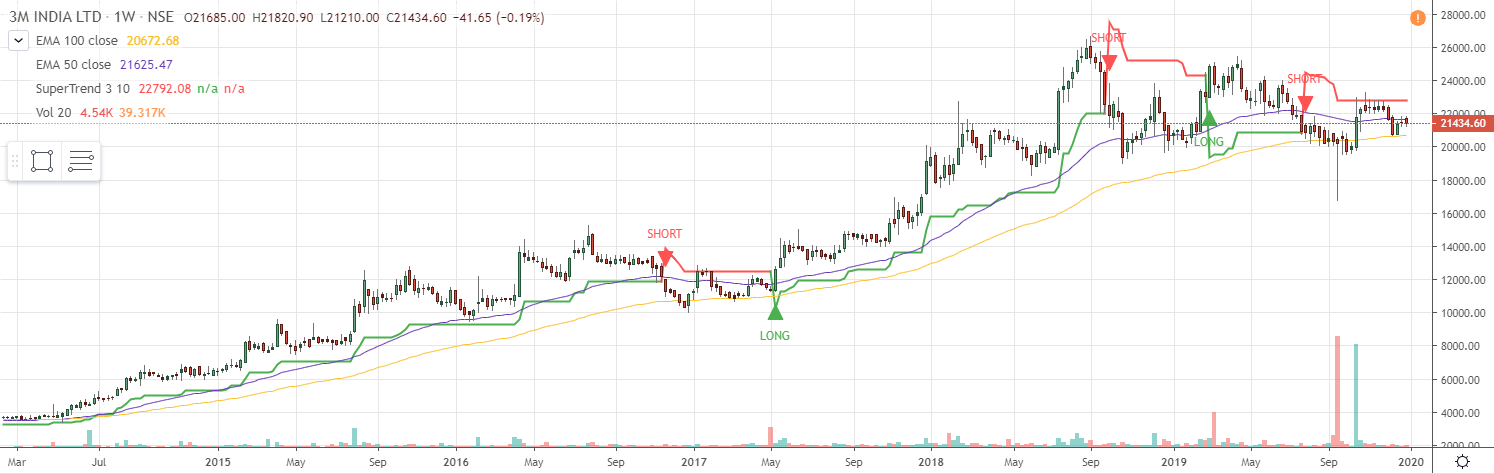 3M INDIA LTD · 1W · NSE O21685.00 H21820.90 L21210.00 C21434.60 −41.65 (−0.19%)
EMA 100 close 20672.68
EMA 50 close 21625.47
SuperTrend 3 10 22792.08 n/a n/a
Vol 20 4.54K 39.317K
SHORT
SHORT
SHORT
LONG
LONG
28000.00
26000.00
24000.00
22000.00
21434.60
20000.00
18000.00
16000.00
14000.00
12000.00
10000.00
8000.00
6000.00
4000.00
2000.00
Mar Jul 2015 May Sep 2016 May Sep 2017 May Sep 2018 May Sep 2019 May Sep 2020